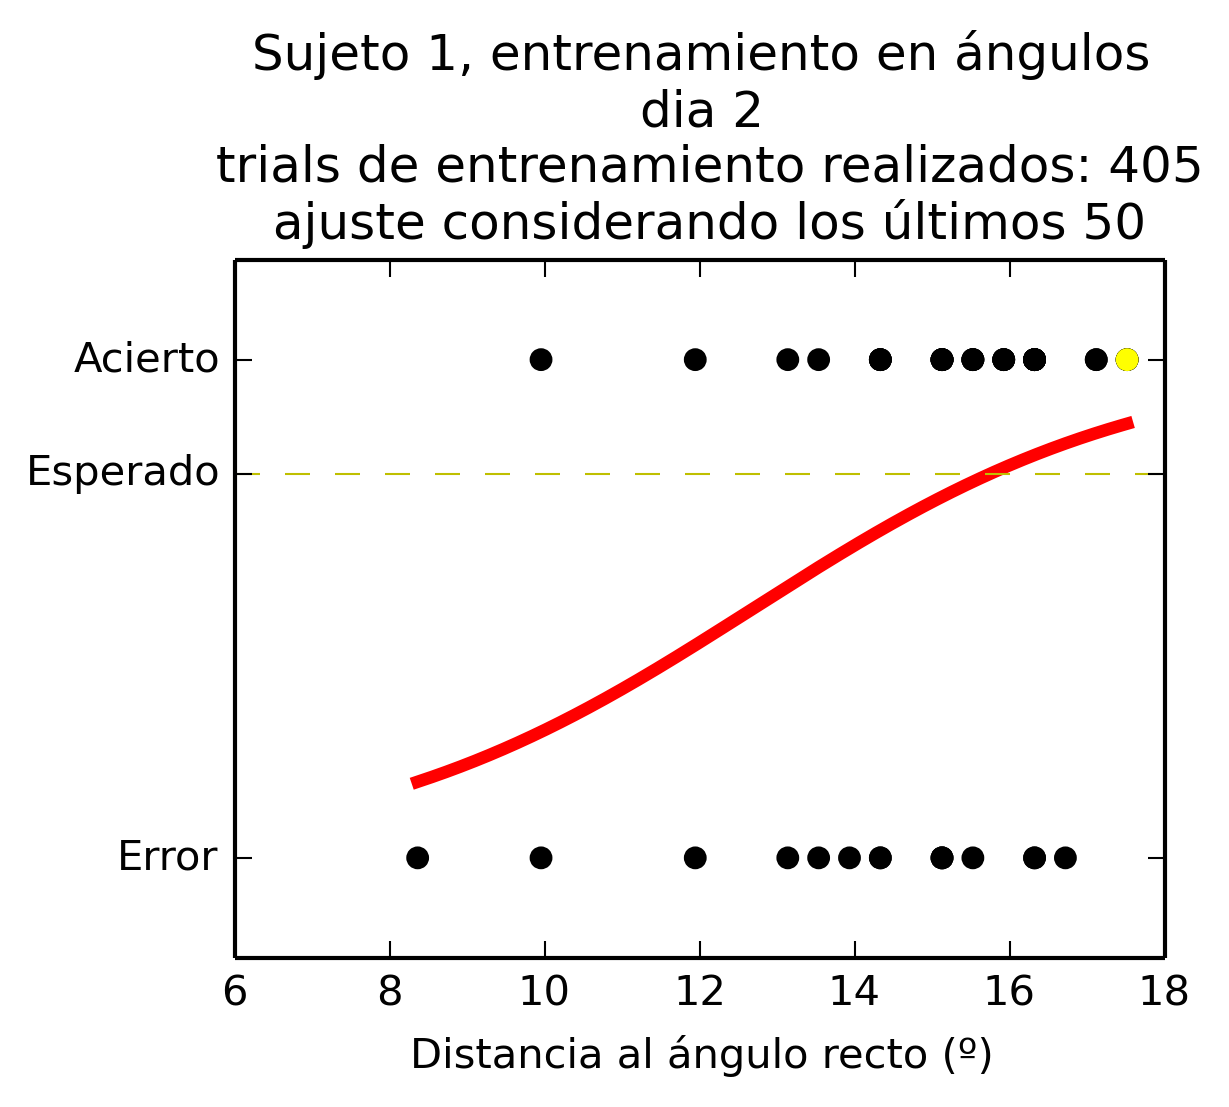 Sujeto 1, entrenamiento en ángulos
dia 2
trials de entrenamiento realizados: 405
ajuste considerando los últimos 50
Acierto
Esperado
Error
6 8 10 12 14 16 18
Distancia al ángulo recto (º)